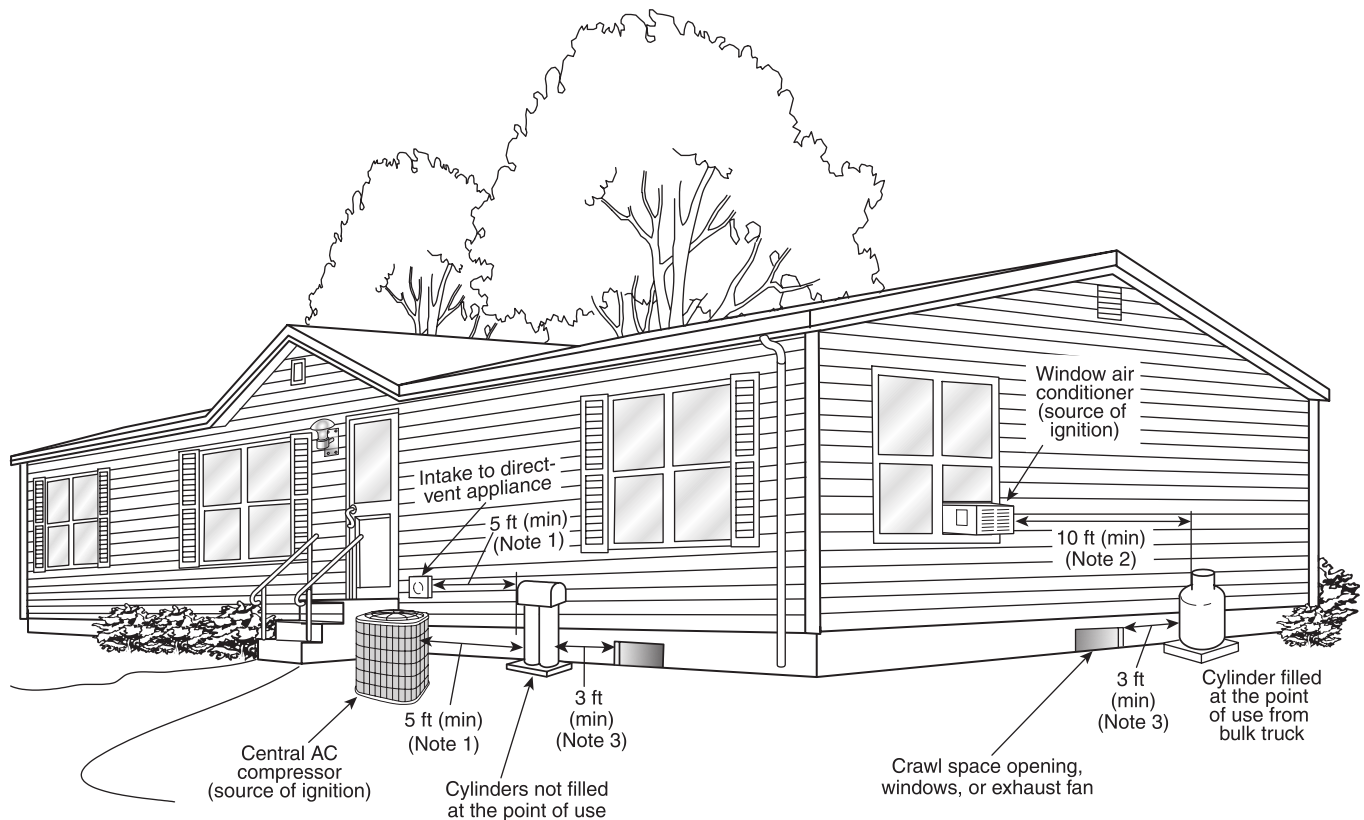 Window air
conditioner
(source of
ignition)
Intake to direct-
vent appliance
5 ft (min)
(Note 1)
10 ft (min)
(Note 2)
5 ft (min)
(Note 1)
3 ft
(min)
(Note 3)
3 ft
(min)
(Note 3)
Cylinder filled
at the point
of use from
bulk truck
Central AC
compressor
(source of ignition)
Cylinders not filled
at the point of use
Crawl space opening,
windows, or exhaust fan